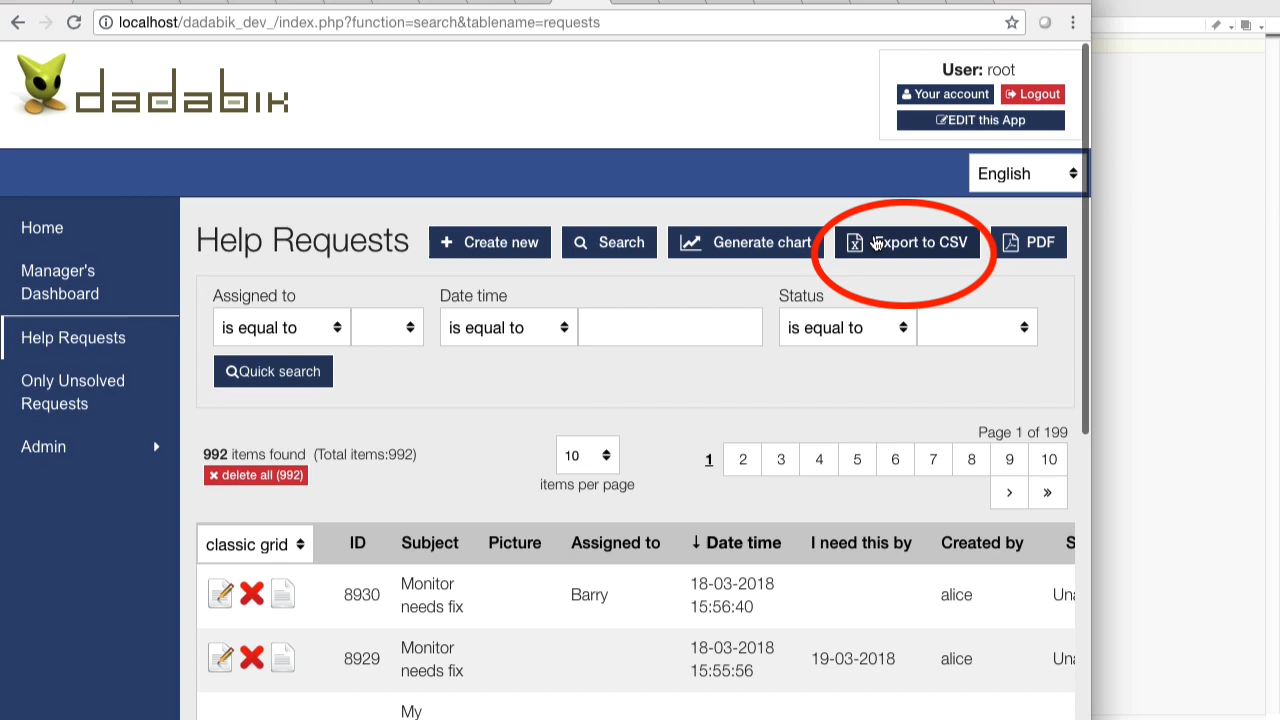 localhost/dadabik_dev_/index.php?function=search&tablename=requests
dadabik
User: root
Your account
Logout
EDIT this App
English
Home
Manager's
Dashboard
Help Requests
Only Unsolved
Requests
Admin
Help Requests
Create new
Search
Generate chart
Export to CSV
PDF
Assigned to
Date time
Status
is equal to
is equal to
is equal to
Quick search
992 items found (Total items:992)
delete all (992)
10
items per page
Page 1 of 199
1 2 3 4 5 6 7 8 9 10
› »
classic grid ID Subject Picture Assigned to ↓ Date time I need this by Created by S
8930 Monitor needs fix Barry 18-03-2018 15:56:40 alice Una
8929 Monitor needs fix 18-03-2018 15:55:56 19-03-2018 alice Una
My